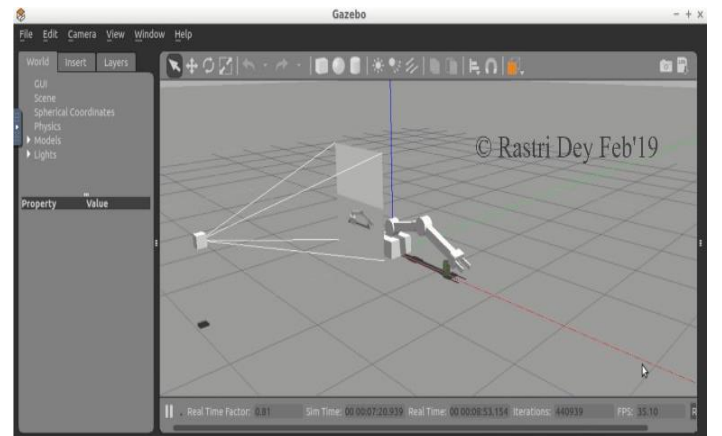 Gazebo
File Edit Camera View Window Help
World Insert Layers
GUI
Scene
Spherical Coordinates
Physics
Models
Lights
Property Value
© Rastri Dey Feb'19
Real Time Factor: 0.81 Sim Time: 00 00:07:20.939 Real Time: 00 00:08:53.154 Iterations: 440939 FPS: 35.10 R